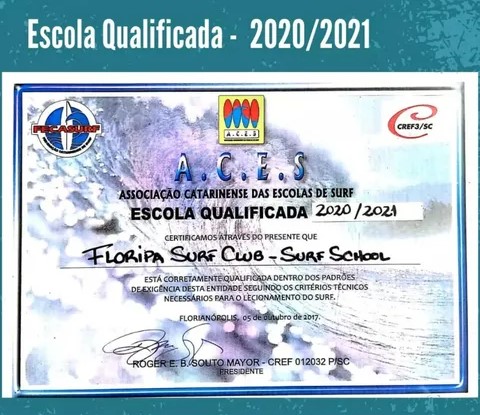 Escola Qualificada - 2020/2021
FECASURF
A.C.E.S
CREF3/SC
A.C.E.S
ASSOCIAÇÃO CATARINENSE DAS ESCOLAS DE SURF
ESCOLA QUALIFICADA 2020/2021
CERTIFICAMOS ATRAVÉS DO PRESENTE QUE
FLORIPA SURF CLUB - SURF SCHOOL
ESTÁ CORRETAMENTE QUALIFICADA DENTRO DOS PADRÕES
DE EXIGÊNCIA DESTA ENTIDADE SEGUINDO OS CRITÉRIOS TÉCNICOS
NECESSÁRIOS PARA O LECIONAMENTO DO SURF.
FLORIANÓPOLIS, 05 de outubro de 2017.
ROGER E. B. SOUTO MAYOR - CREF 012032 P/SC
PRESIDENTE